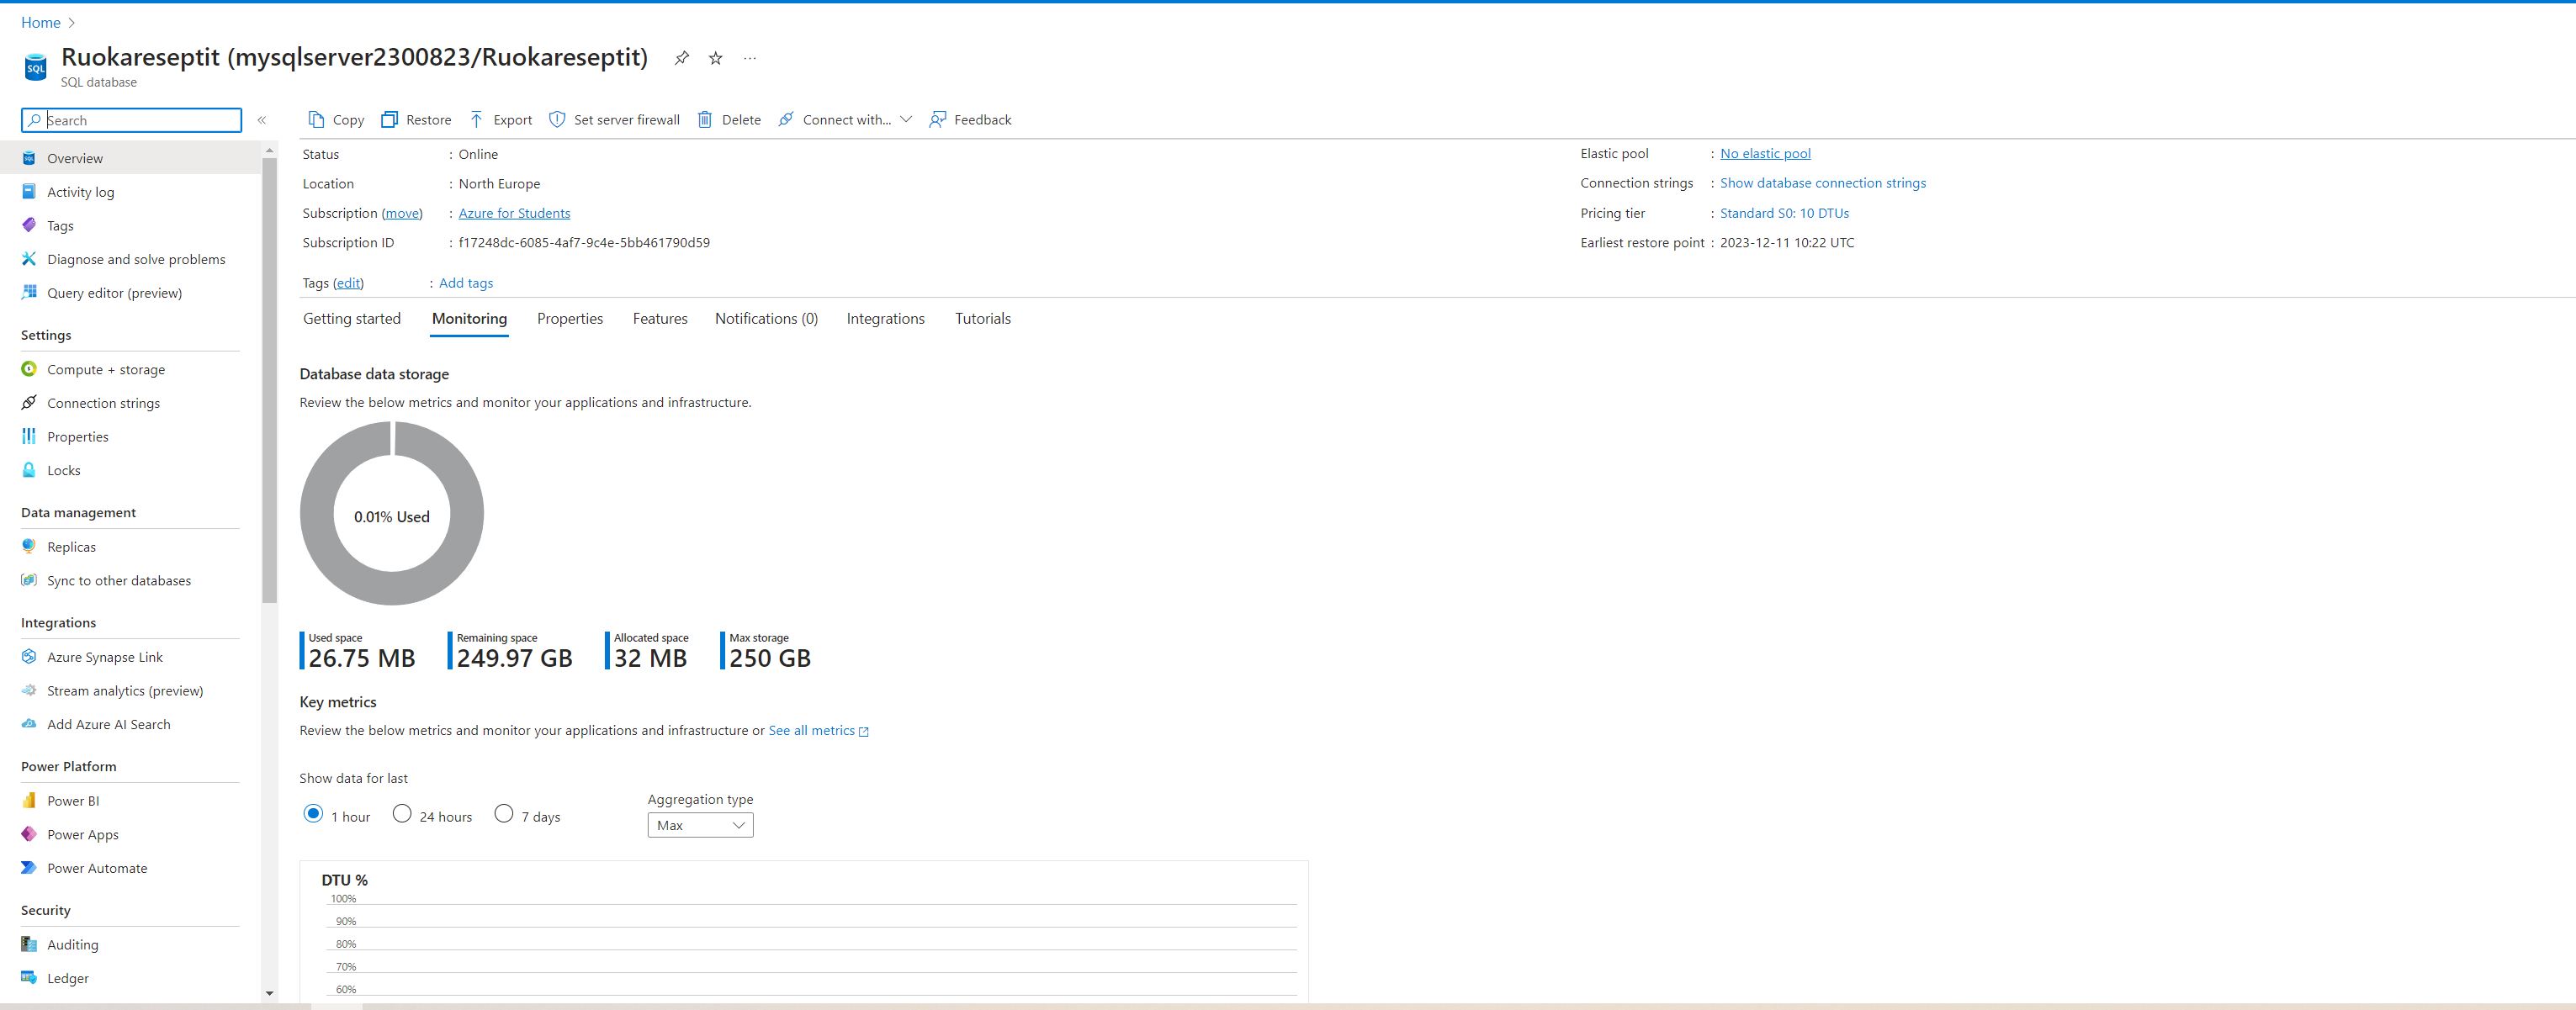 Home >
Ruokareseptit (mysqlserver2300823/Ruokareseptit) ...
SQL
SQL database
Search «
Copy Restore Export Set server firewall Delete Connect with... Feedback
Overview
Activity log
Tags
Diagnose and solve problems
Query editor (preview)
Settings
Compute + storage
Connection strings
Properties
Locks
Data management
Replicas
Sync to other databases
Integrations
Azure Synapse Link
Stream analytics (preview)
Add Azure AI Search
Power Platform
Power BI
Power Apps
Power Automate
Security
Auditing
Ledger
Status : Online
Location : North Europe
Subscription (move) : Azure for Students
Subscription ID : f17248dc-6085-4af7-9c4e-5bb461790d59
Elastic pool : No elastic pool
Connection strings : Show database connection strings
Pricing tier : Standard S0: 10 DTUs
Earliest restore point : 2023-12-11 10:22 UTC
Tags (edit) : Add tags
Getting started Monitoring Properties Features Notifications (0) Integrations Tutorials
Database data storage
Review the below metrics and monitor your applications and infrastructure.
0.01% Used
Used space
26.75 MB
Remaining space
249.97 GB
Allocated space
32 MB
Max storage
250 GB
Key metrics
Review the below metrics and monitor your applications and infrastructure or See all metrics
Show data for last
1 hour 24 hours 7 days
Aggregation type
Max
DTU %
100%
90%
80%
70%
60%